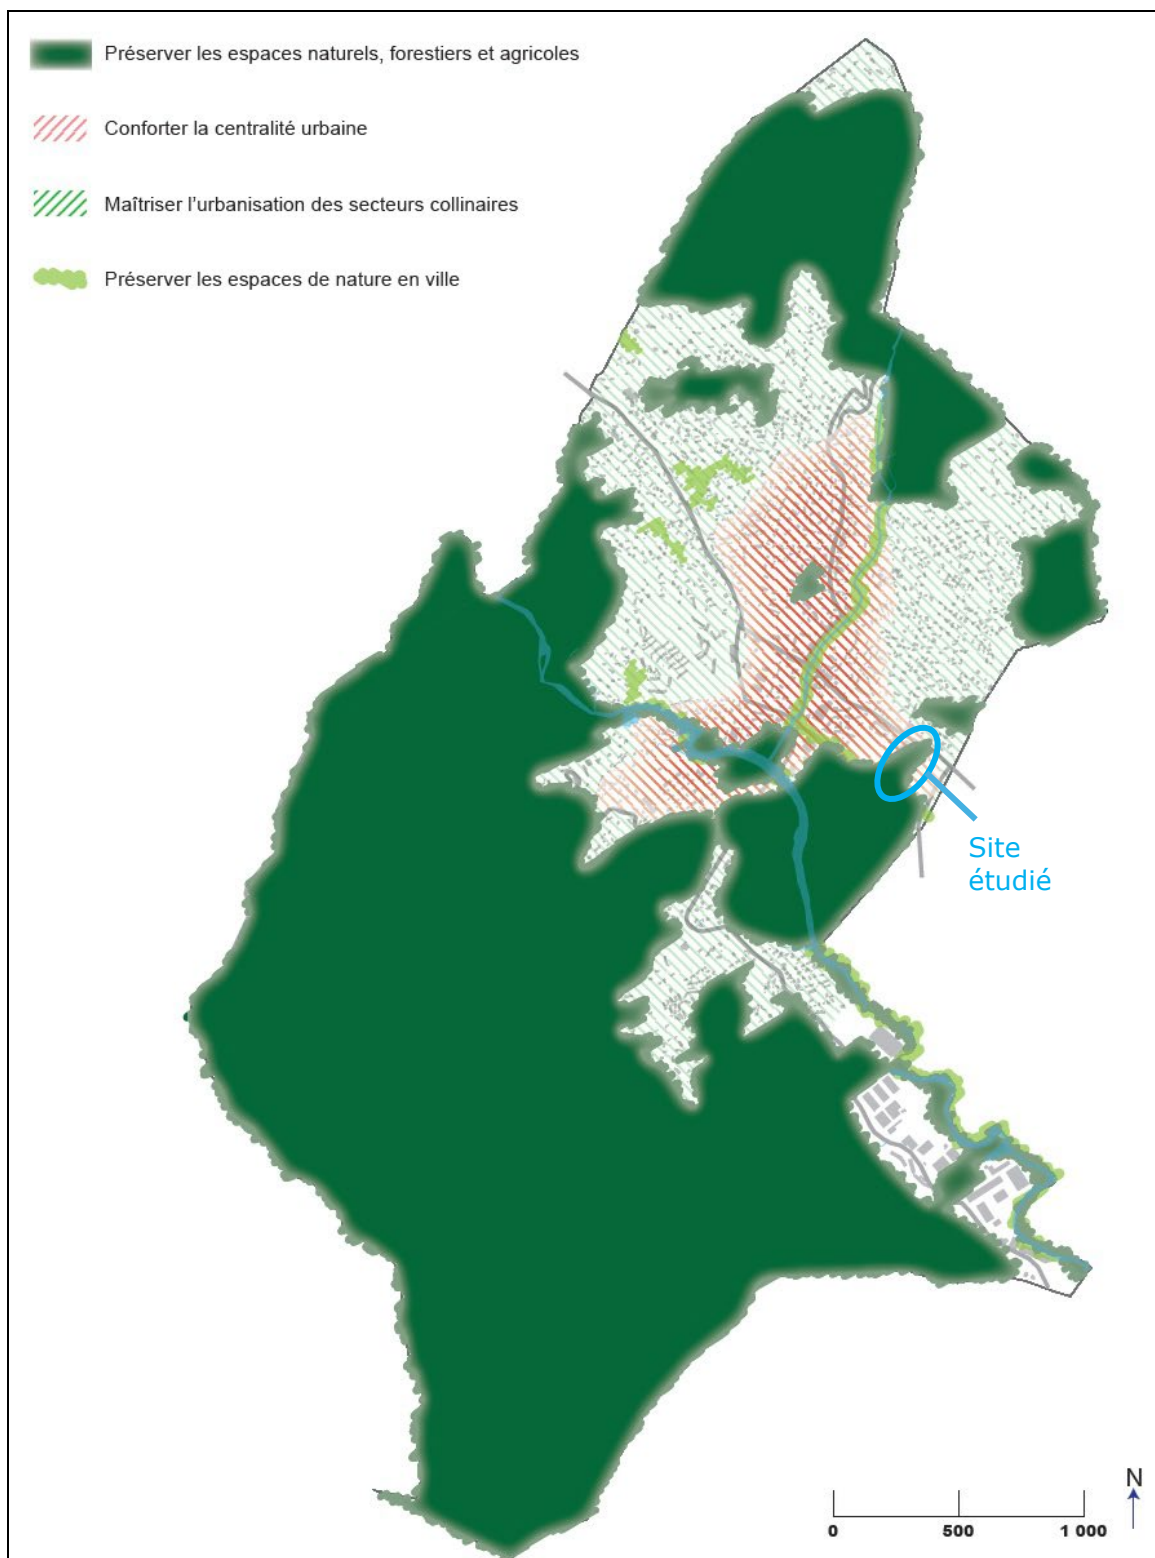 Préserver les espaces naturels, forestiers et agricoles
Conforter la centralité urbaine
Maîtriser l'urbanisation des secteurs collinaires
Préserver les espaces de nature en ville
Site
étudié
N
0 500 1 000